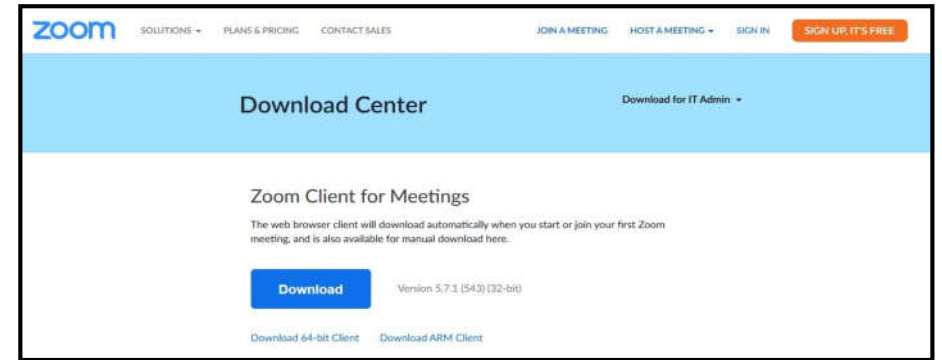 zoom SOLUTIONS PLANS & PRICING CONTACT SALES JOIN A MEETING HOST A MEETING SIGN IN SIGN UP, IT'S FREE
Download Center Download for IT Admin
Zoom Client for Meetings
The web browser client will download automatically when you start or join your first Zoom
meeting, and is also available for manual download here.
Download Version 5.7.1 (543) (32-bit)
Download 64-bit Client Download ARM Client